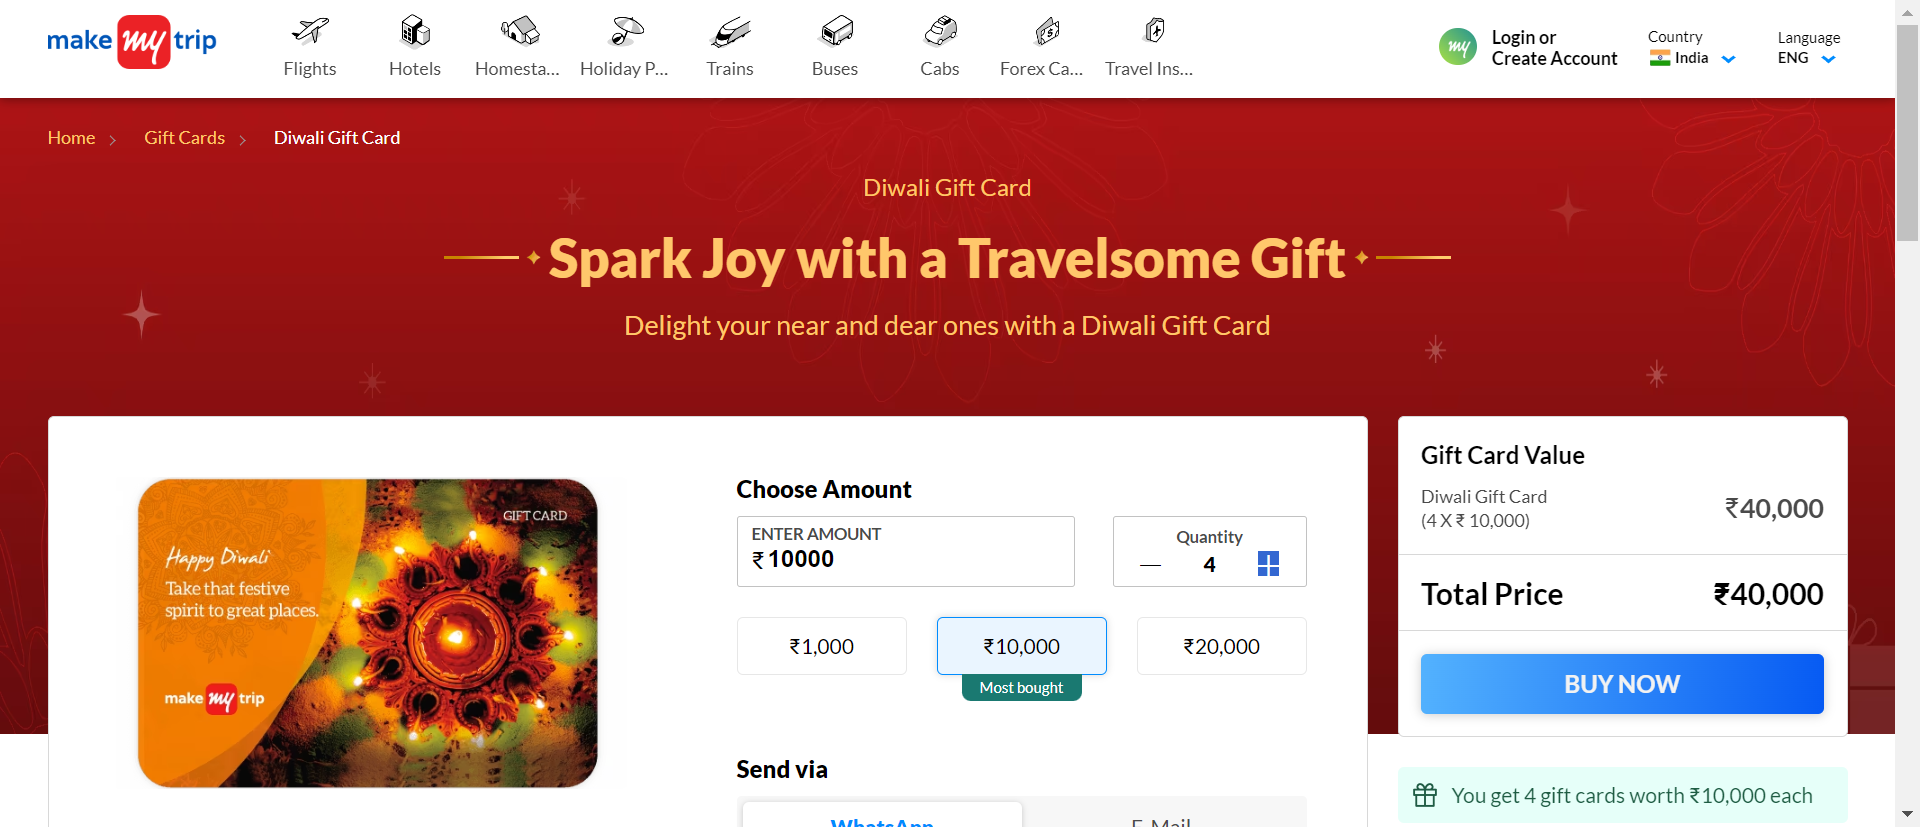 make my trip
Flights
Hotels
Homesta...
Holiday P...
Trains
Buses
Cabs
Forex Ca...
Travel Ins...
my
Login or
Create Account
Country
India
Language
ENG
Home
Gift Cards
Diwali Gift Card
Diwali Gift Card
Spark Joy with a Travelsome Gift
Delight your near and dear ones with a Diwali Gift Card
GIFT CARD
Happy Diwali
Take that festive
spirit to great places.
make my trip
Choose Amount
ENTER AMOUNT
₹ 10000
Quantity
4
₹1,000
₹10,000
₹20,000
Most bought
Send via
WhatsApp
E-Mail
Gift Card Value
Diwali Gift Card
(4 X ₹ 10,000)
₹40,000
Total Price
₹40,000
BUY NOW
You get 4 gift cards worth ₹10,000 each